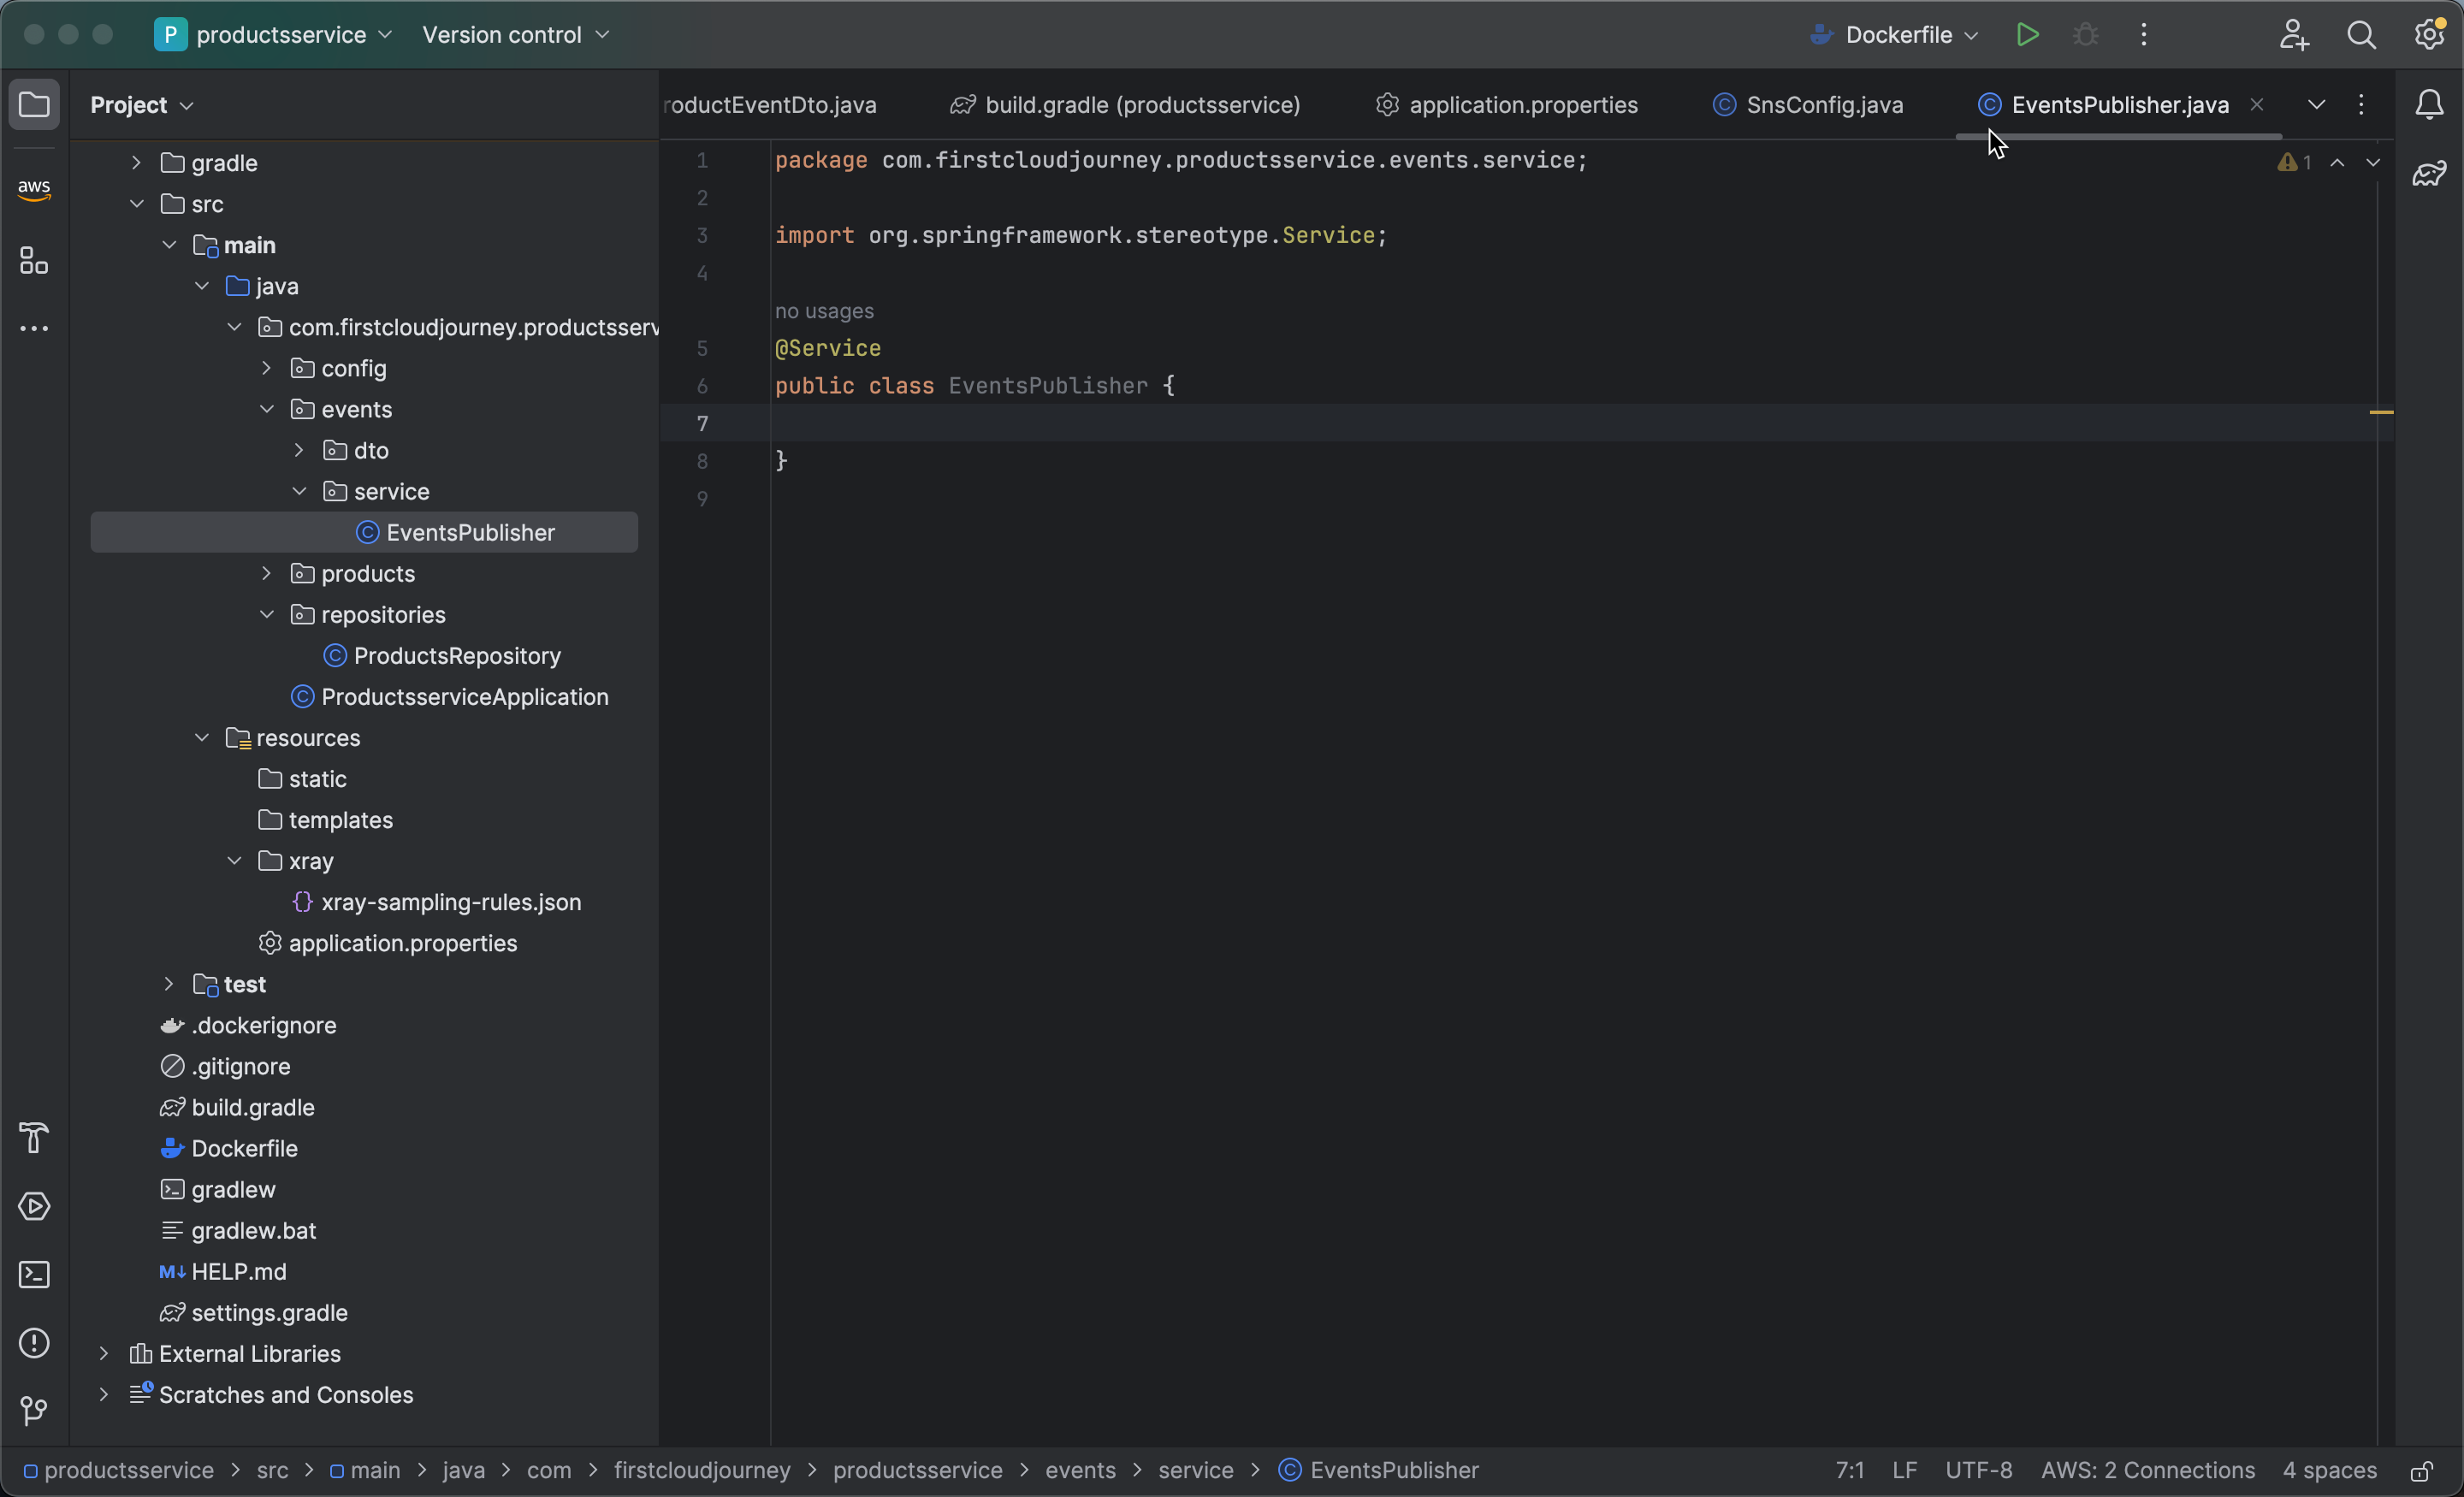 P productsservice Version control Dockerfile
Project
roductEventDto.java build.gradle (productsservice) application.properties SnsConfig.java EventsPublisher.java
aws
gradle
src
main
java
com.firstcloudjourney.productsserv
config
events
dto
service
EventsPublisher
products
repositories
ProductsRepository
ProductsserviceApplication
resources
static
templates
xray
xray-sampling-rules.json
application.properties
test
.dockerignore
.gitignore
build.gradle
Dockerfile
gradlew
gradlew.bat
M↓ HELP.md
settings.gradle
External Libraries
Scratches and Consoles
1 package com.firstcloudjourney.productsservice.events.service; 1
2
3 import org.springframework.stereotype.Service;
4
no usages
5 @Service
6 public class EventsPublisher {
7
8 }
9
productsservice > src > main > java > com > firstcloudjourney > productsservice > events > service > EventsPublisher 7:1 LF UTF-8 AWS: 2 Connections 4 spaces